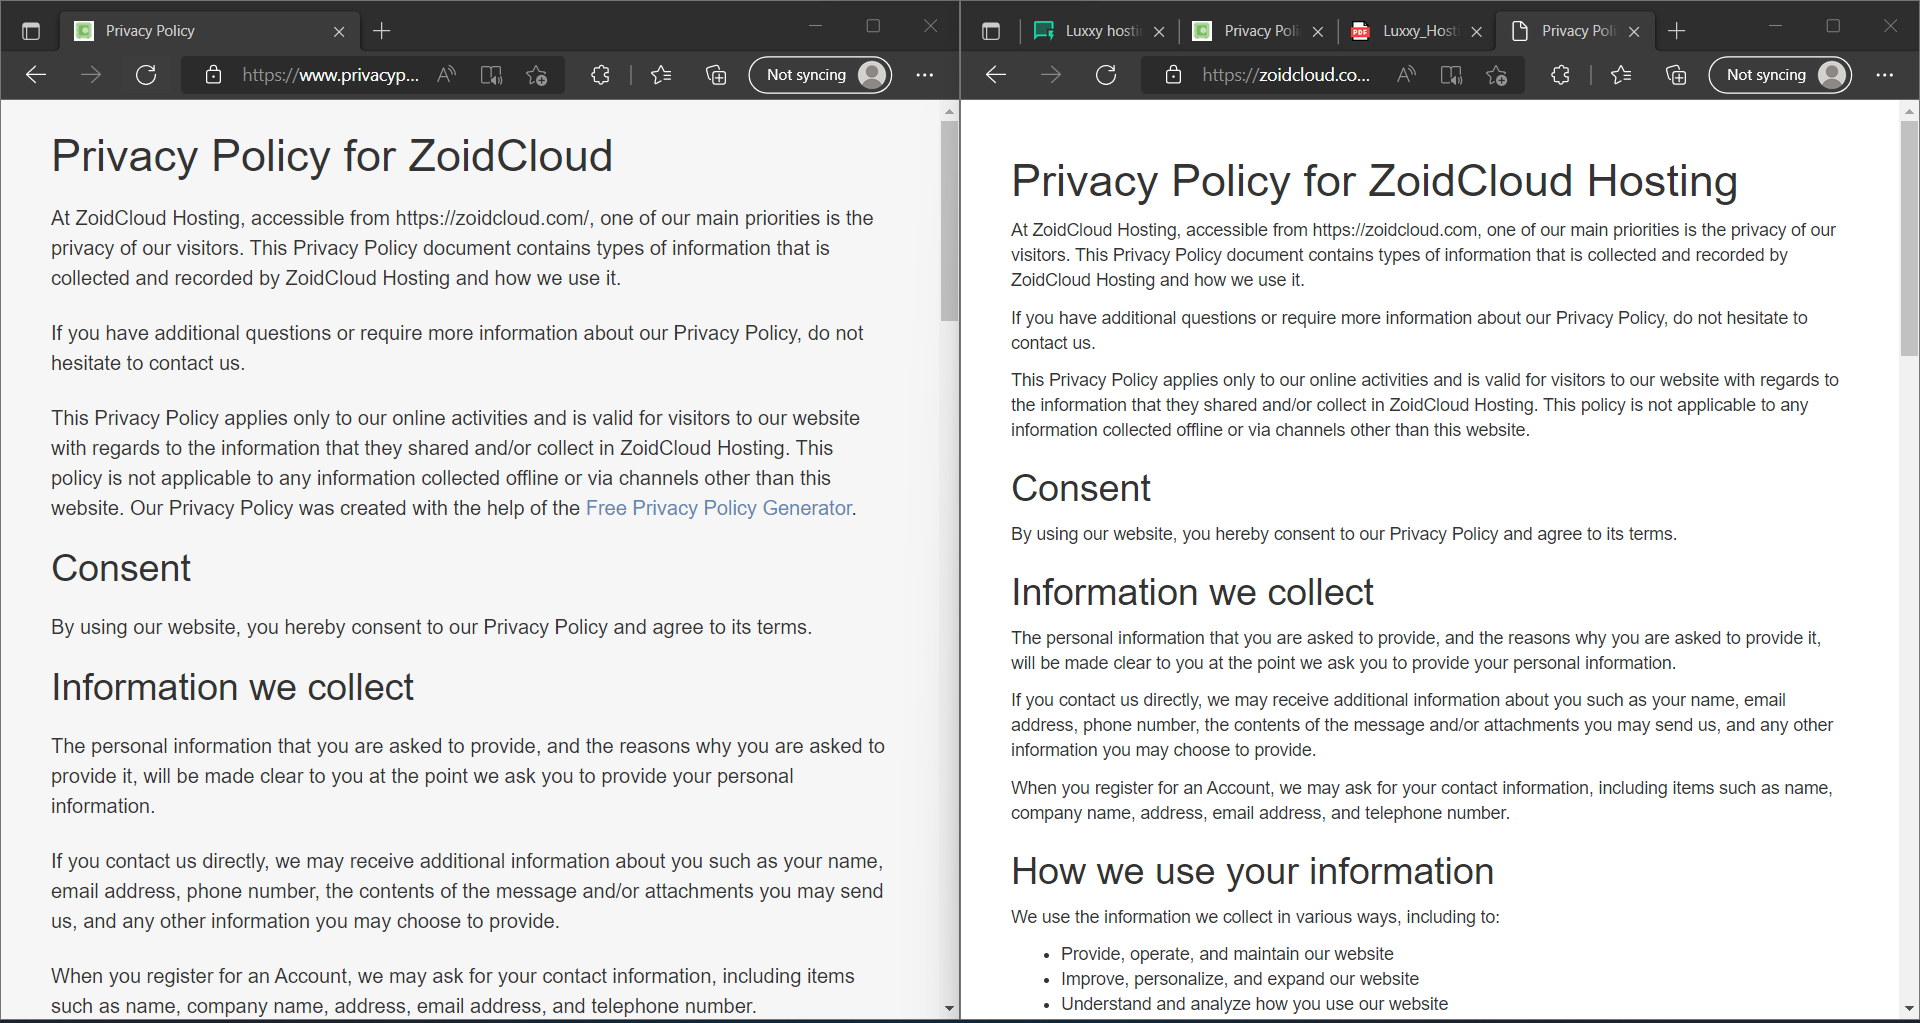 Privacy Policy
https://www.privacyp...
Not syncing
Privacy Policy for ZoidCloud
At ZoidCloud Hosting, accessible from https://zoidcloud.com/, one of our main priorities is the
privacy of our visitors. This Privacy Policy document contains types of information that is
collected and recorded by ZoidCloud Hosting and how we use it.
If you have additional questions or require more information about our Privacy Policy, do not
hesitate to contact us.
This Privacy Policy applies only to our online activities and is valid for visitors to our website
with regards to the information that they shared and/or collect in ZoidCloud Hosting. This
policy is not applicable to any information collected offline or via channels other than this
website. Our Privacy Policy was created with the help of the Free Privacy Policy Generator.
Consent
By using our website, you hereby consent to our Privacy Policy and agree to its terms.
Information we collect
The personal information that you are asked to provide, and the reasons why you are asked to
provide it, will be made clear to you at the point we ask you to provide your personal
information.
If you contact us directly, we may receive additional information about you such as your name,
email address, phone number, the contents of the message and/or attachments you may send
us, and any other information you may choose to provide.
When you register for an Account, we may ask for your contact information, including items
such as name, company name, address, email address, and telephone number.
Luxxy hosti
Privacy Poli
PDF
Luxxy_Host
Privacy Poli
https://zoidcloud.co...
Not syncing
Privacy Policy for ZoidCloud Hosting
At ZoidCloud Hosting, accessible from https://zoidcloud.com, one of our main priorities is the privacy of our
visitors. This Privacy Policy document contains types of information that is collected and recorded by
ZoidCloud Hosting and how we use it.
If you have additional questions or require more information about our Privacy Policy, do not hesitate to
contact us.
This Privacy Policy applies only to our online activities and is valid for visitors to our website with regards to
the information that they shared and/or collect in ZoidCloud Hosting. This policy is not applicable to any
information collected offline or via channels other than this website.
Consent
By using our website, you hereby consent to our Privacy Policy and agree to its terms.
Information we collect
The personal information that you are asked to provide, and the reasons why you are asked to provide it,
will be made clear to you at the point we ask you to provide your personal information.
If you contact us directly, we may receive additional information about you such as your name, email
address, phone number, the contents of the message and/or attachments you may send us, and any other
information you may choose to provide.
When you register for an Account, we may ask for your contact information, including items such as name,
company name, address, email address, and telephone number.
How we use your information
We use the information we collect in various ways, including to:
• Provide, operate, and maintain our website
• Improve, personalize, and expand our website
• Understand and analyze how you use our website